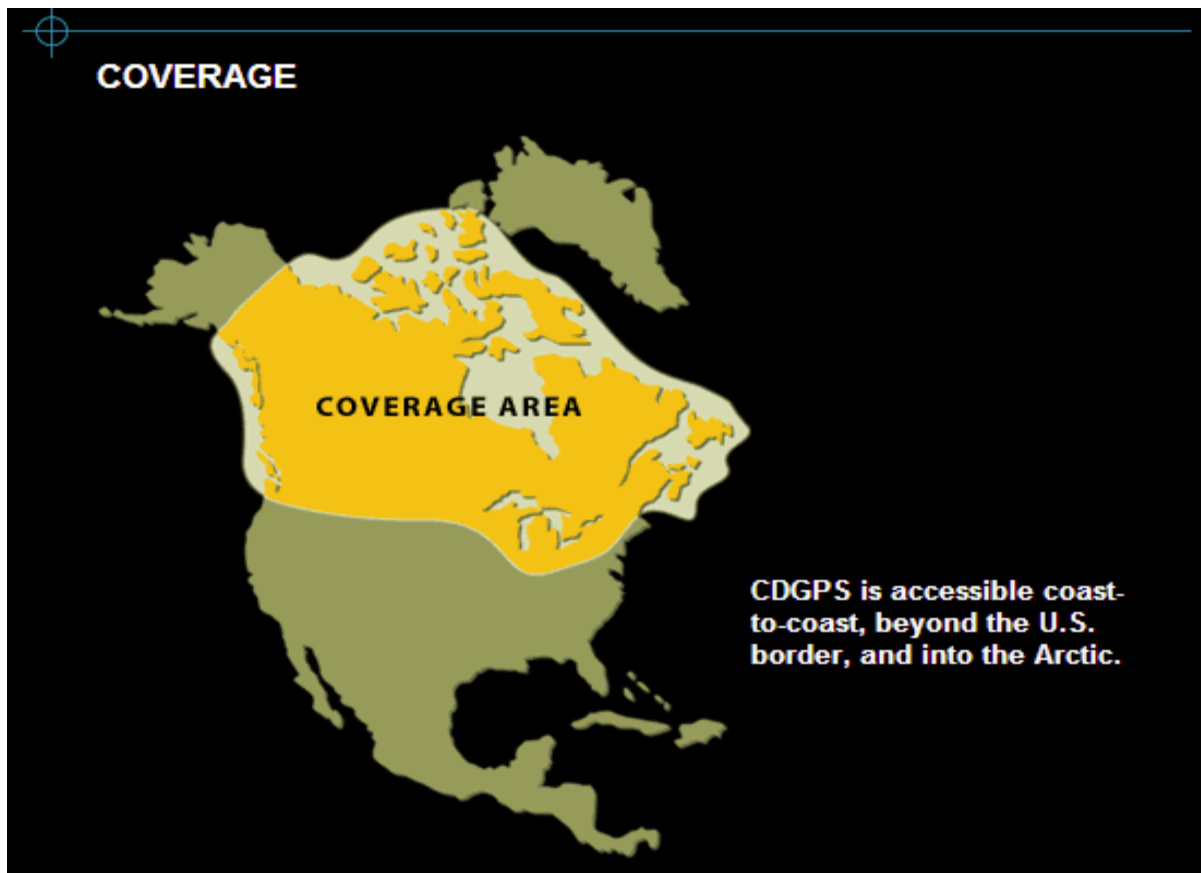 COVERAGE
COVERAGE AREA
CDGPS is accessible coast-
to-coast, beyond the U.S.
border, and into the Arctic.